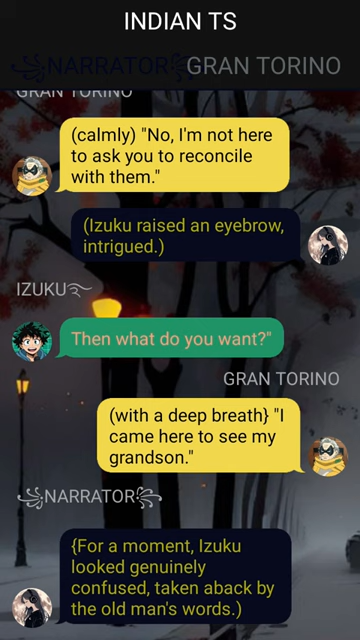 INDIAN TS
꧁NARRATOR꧂
GRAN TORINO
GRAN TORINO
(calmly) "No, I'm not here
to ask you to reconcile
with them."
(Izuku raised an eyebrow,
intrigued.)
IZUKU
Then what do you want?"
GRAN TORINO
(with a deep breath} "I
came here to see my
grandson."
꧁NARRATOR꧂
{For a moment, Izuku
looked genuinely
confused, taken aback by
the old man's words.)